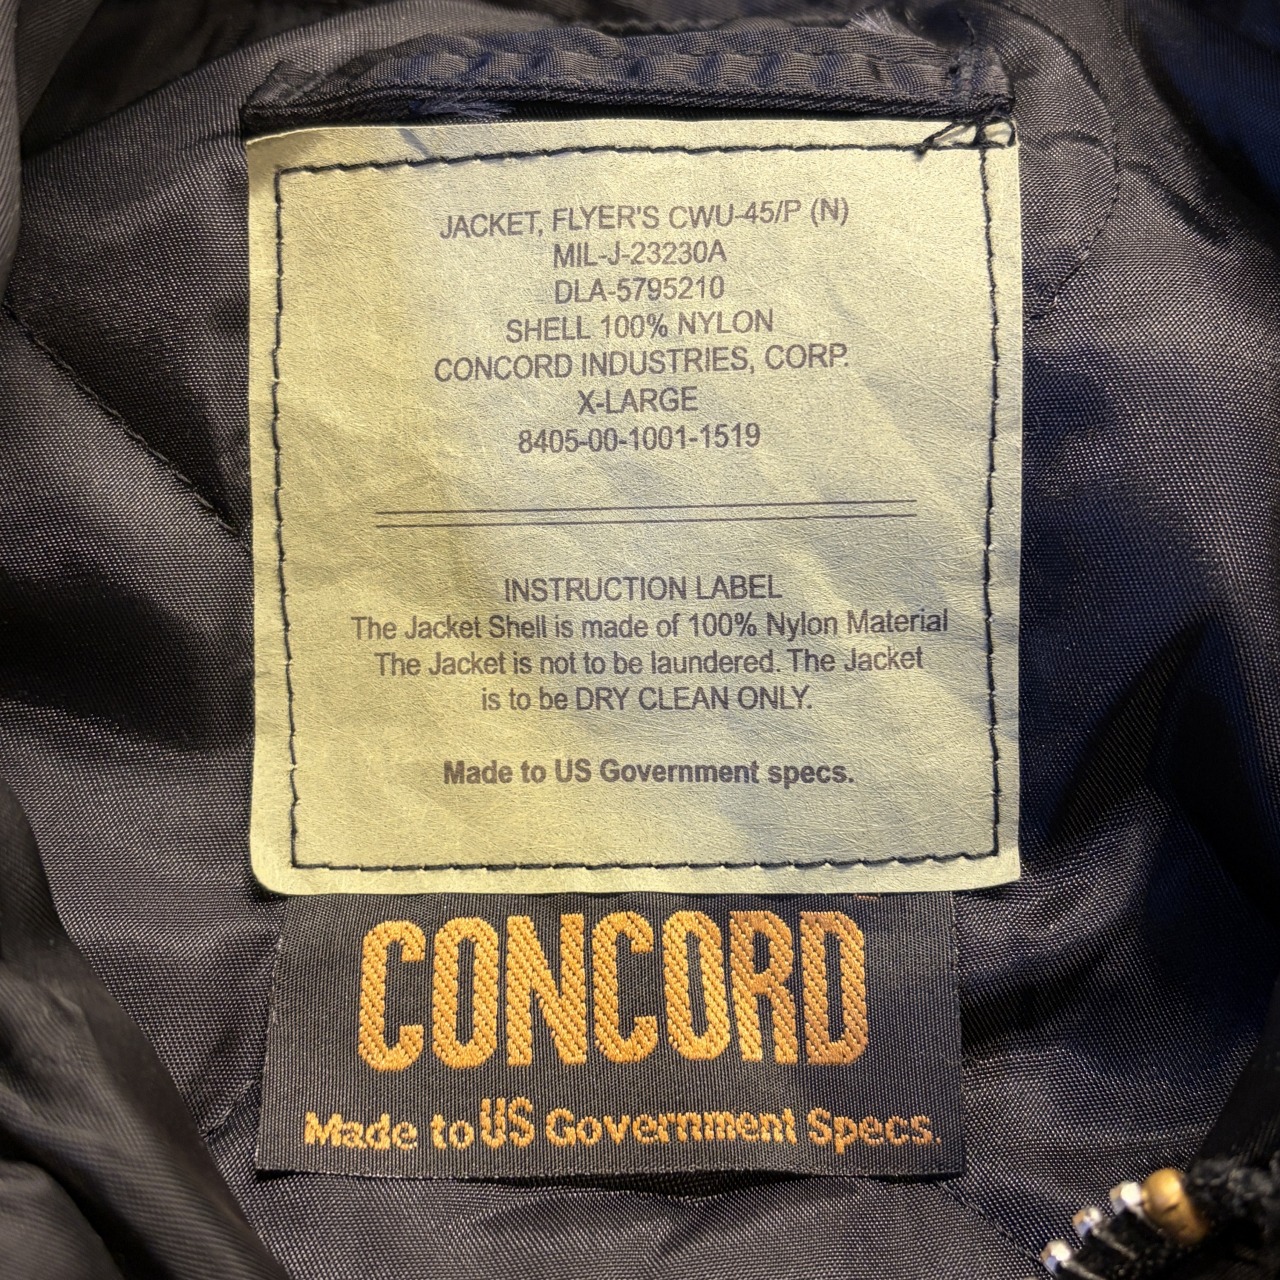 JACKET, FLYER'S CWU-45/P (N)
MIL-J-23230A
DLA-5795210
SHELL 100% NYLON
CONCORD INDUSTRIES, CORP.
X-LARGE
8405-00-1001-1519
INSTRUCTION LABEL
The Jacket Shell is made of 100% Nylon Material
The Jacket is not to be laundered. The Jacket
is to be DRY CLEAN ONLY.
Made to US Government specs.
CONCORD
Made to US Government Specs.